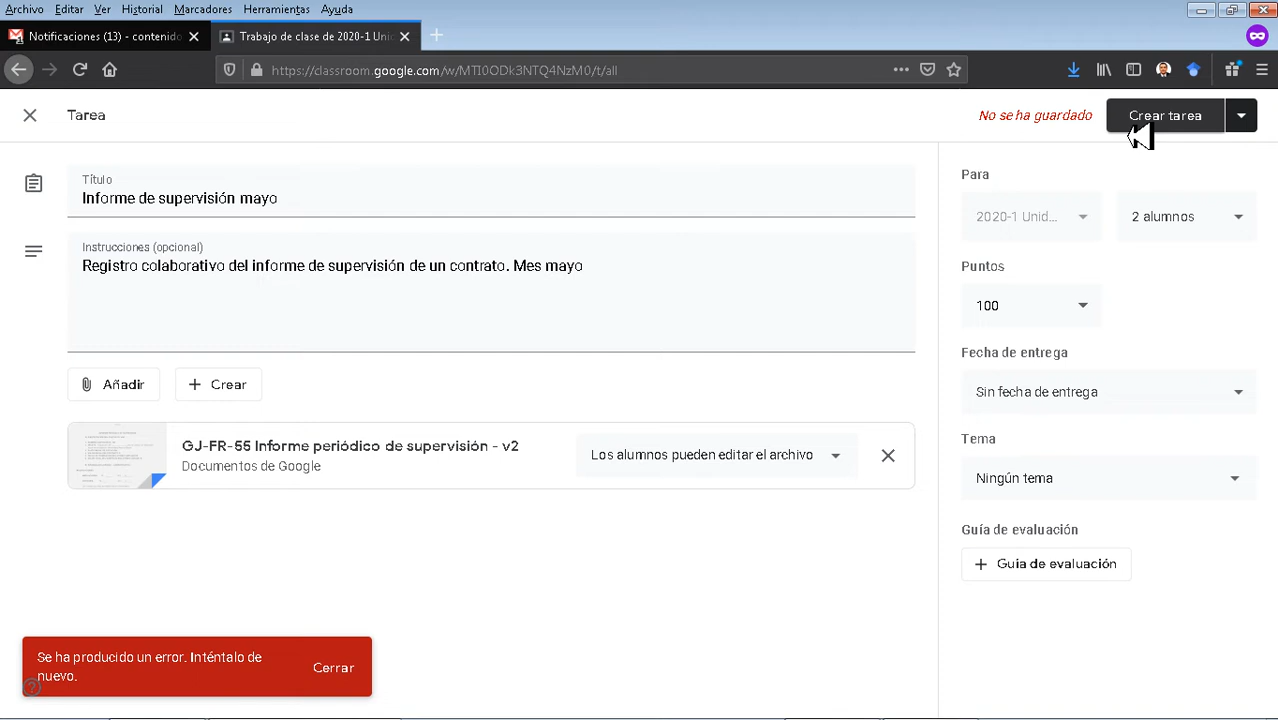 Archivo Editar Ver Historial Marcadores Herramientas Ayuda
Notificaciones (13) - contenido
Trabajo de clase de 2020-1 Uni
https://classroom.google.com/w/MTI0ODk3NTQ4NzM0/t/all
Tarea
No se ha guardado
Crear tarea
Título
Informe de supervisión mayo
Instrucciones (opcional)
Registro colaborativo del informe de supervisión de un contrato. Mes mayo
Añadir
Crear
GJ-FR-55 Informe periódico de supervisión - v2
Documentos de Google
Los alumnos pueden editar el archivo
Para
2020-1 Unid...
2 alumnos
Puntos
100
Fecha de entrega
Sin fecha de entrega
Tema
Ningún tema
Guía de evaluación
Guía de evaluación
Se ha producido un error. Inténtalo de
nuevo.
Cerrar